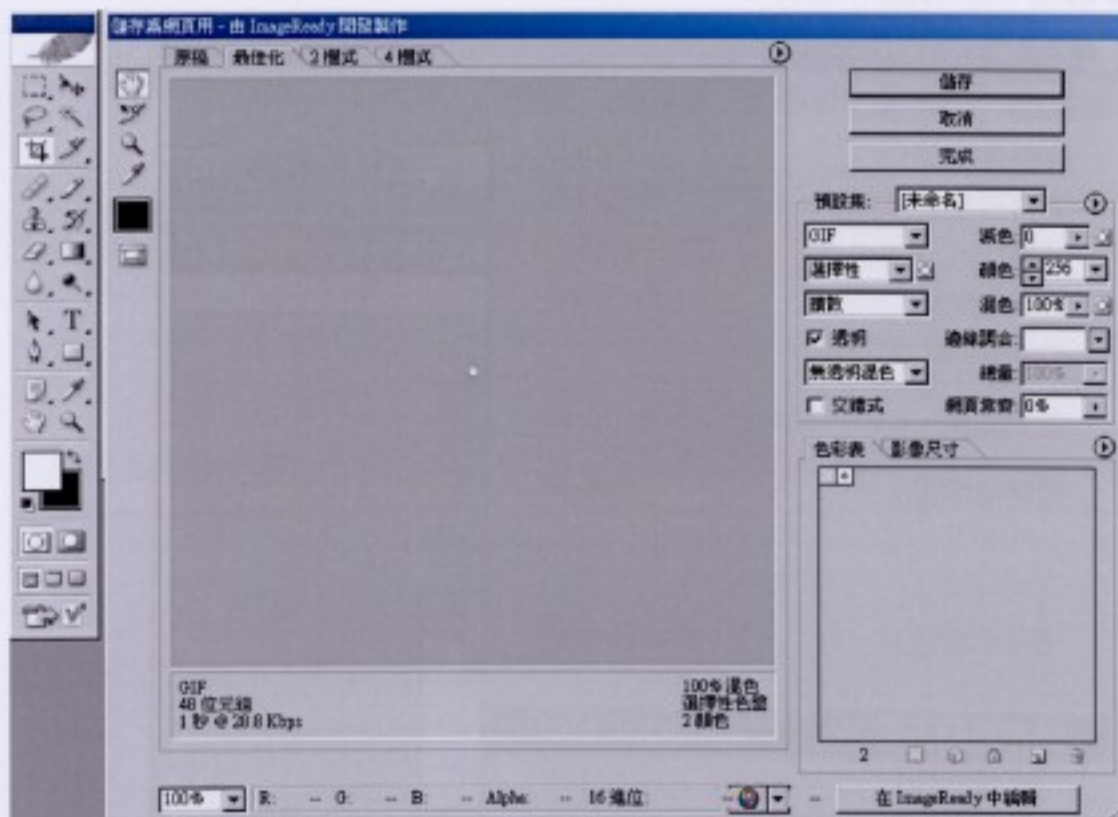 儲存為網頁用 - 由 ImageReady 開發製作
原稿 最佳化 2欄式 4欄式
儲存
取消
完成
預設集: [未命名]
GIF 漸色: 0
選擇性 顏色: 256
擴散 混色: 100%
透明 邊緣調合:
無透明混色 總量: 100%
交錯式 網頁靠齊: 0%
色彩表 影像尺寸
GIF
48 位元組
1 秒 @ 28.8 Kbps
100% 混色
選擇性色盤
2 顏色
2
100% R: -- G: -- B: -- Alpha: -- 16 進位: -- --
在 ImageReady 中編輯